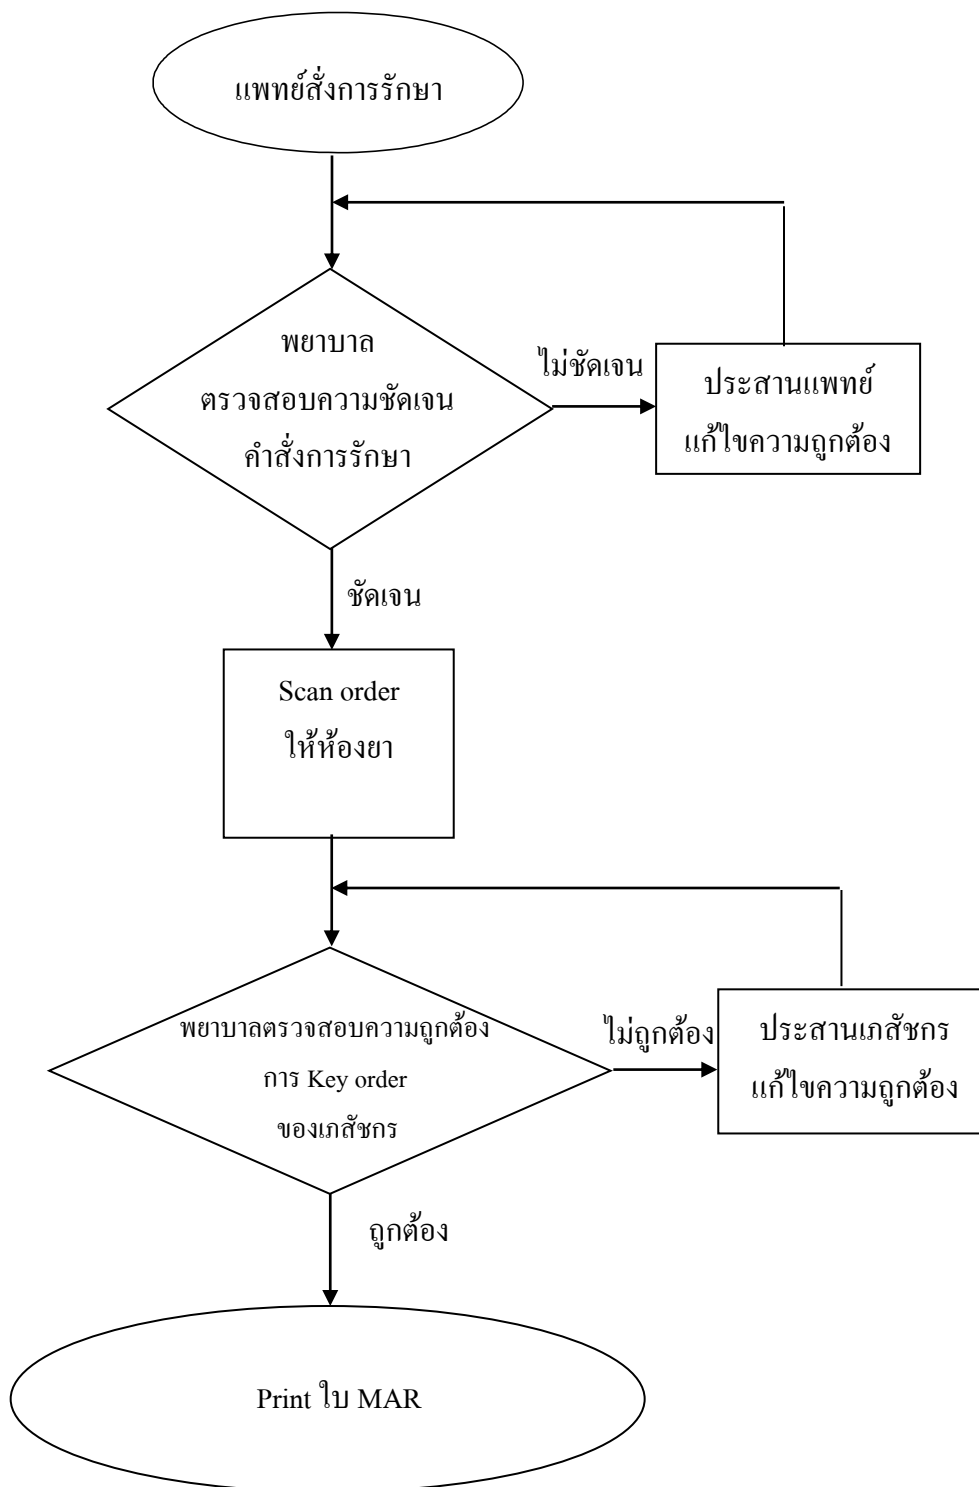 แพทย์สั่งการรักษา
พยาบาล
ตรวจสอบความชัดเจน
คำสั่งการรักษา
ไม่ชัดเจน
ประสานแพทย์
แก้ไขความถูกต้อง
ชัดเจน
Scan order
ให้ห้องยา
พยาบาลตรวจสอบความถูกต้อง
การ Key order
ของเภสัชกร
ไม่ถูกต้อง
ประสานเภสัชกร
แก้ไขความถูกต้อง
ถูกต้อง
Print ใบ MAR